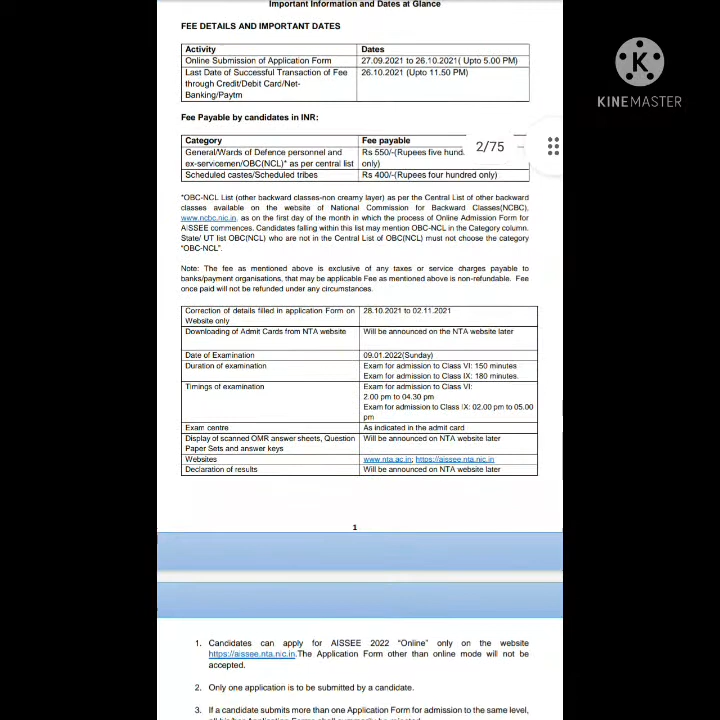 Important Information and Dates at Glance
FEE DETAILS AND IMPORTANT DATES
Activity Dates
Online Submission of Application Form 27.09.2021 to 26.10.2021( Upto 5.00 PM)
Last Date of Successful Transaction of Fee 26.10.2021 (Upto 11.50 PM)
through Credit/Debit Card/Net-
Banking/Paytm
Fee Payable by candidates in INR:
Category Fee payable
General/Wards of Defence personnel and Rs 550/-(Rupees five
ex-servicemen/OBC(NCL)* as per central list only)
Scheduled castes/Scheduled tribes Rs 400/-(Rupees four hundred only)
2/75
K
KINEMASTER
*OBC-NCL List (other backward classes-non creamy layer) as per the Central List of other backward
classes available on the website of National Commission for Backward Classes(NCBC),
www.ncbc.nic.in. as on the first day of the month in which the process of Online Admission Form for
AISSEE commences. Candidates falling within this list may mention OBC-NCL in the Category column.
State/ UT list OBC(NCL) who are not in the Central List of OBC(NCL) must not choose the category
"OBC-NCL".
Note: The fee as mentioned above is exclusive of any taxes or service charges payable to
banks/payment organisations, that may be applicable Fee as mentioned above is non-refundable. Fee
once paid will not be refunded under any circumstances.
Correction of details filled in application Form on 28.10.2021 to 02.11.2021
Website only
Downloading of Admit Cards from NTA website Will be announced on the NTA website later
Date of Examination 09.01.2022(Sunday)
Duration of examination Exam for admission to Class VI: 150 minutes
Exam for admission to Class IX: 180 minutes.
Timings of examination Exam for admission to Class VI:
2.00 pm to 04.30 pm
Exam for admission to Class IX: 02.00 pm to 05.00
pm
Exam centre As indicated in the admit card
Display of scanned OMR answer sheets, Question Will be announced on NTA website later
Paper Sets and answer keys
Websites www.nta.ac.in; https://aissee.nta.nic.in
Declaration of results Will be announced on NTA website later
1
1. Candidates can apply for AISSEE 2022 "Online" only on the website
https://aissee.nta.nic.in.The Application Form other than online mode will not be
accepted.
2. Only one application is to be submitted by a candidate.
3. If a candidate submits more than one Application Form for admission to the same level,